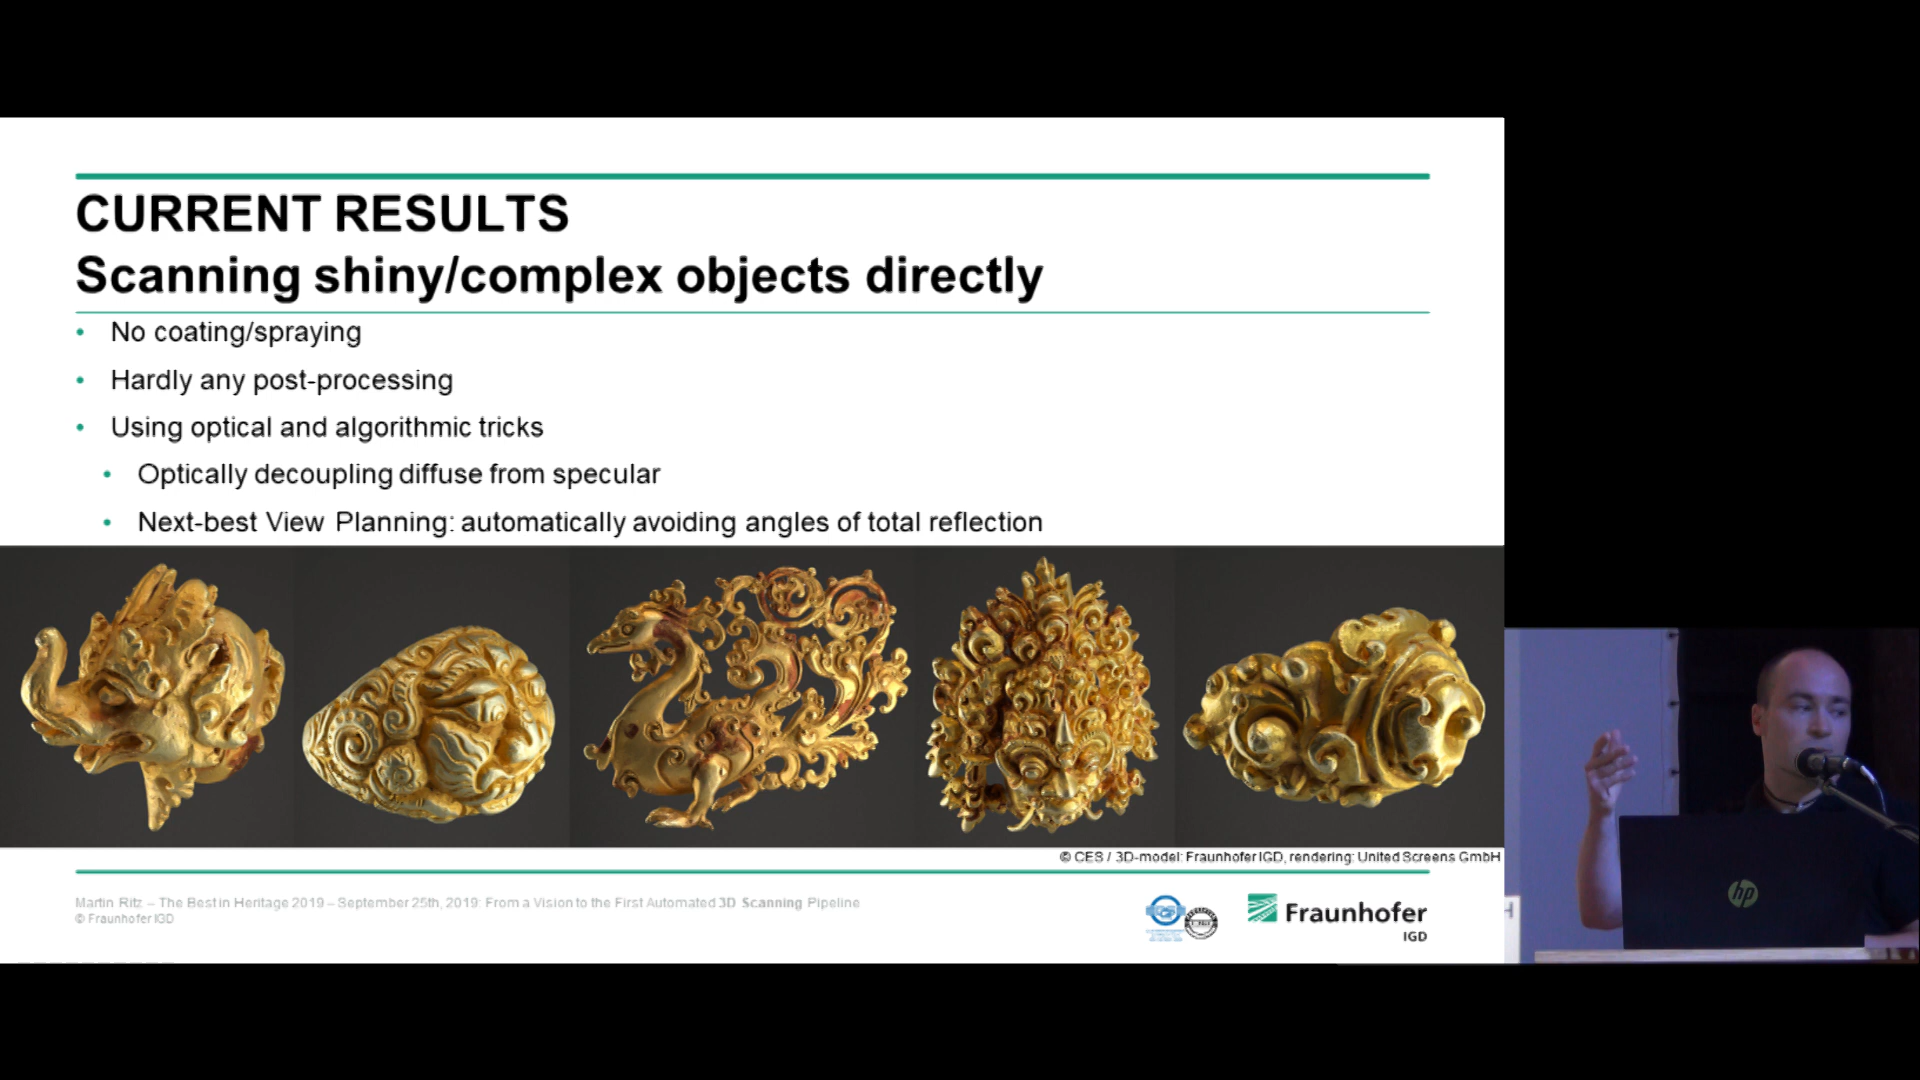 CURRENT RESULTS
Scanning shiny/complex objects directly
• No coating/spraying
• Hardly any post-processing
• Using optical and algorithmic tricks
• Optically decoupling diffuse from specular
• Next-best View Planning: automatically avoiding angles of total reflection
© CES / 3D-model: Fraunhofer IGD, rendering: United Screens GmbH
Martin Ritz – The Best in Heritage 2019 – September 25th, 2019: From a Vision to the First Automated 3D Scanning Pipeline
© Fraunhofer IGD
Fraunhofer
IGD
hp
H